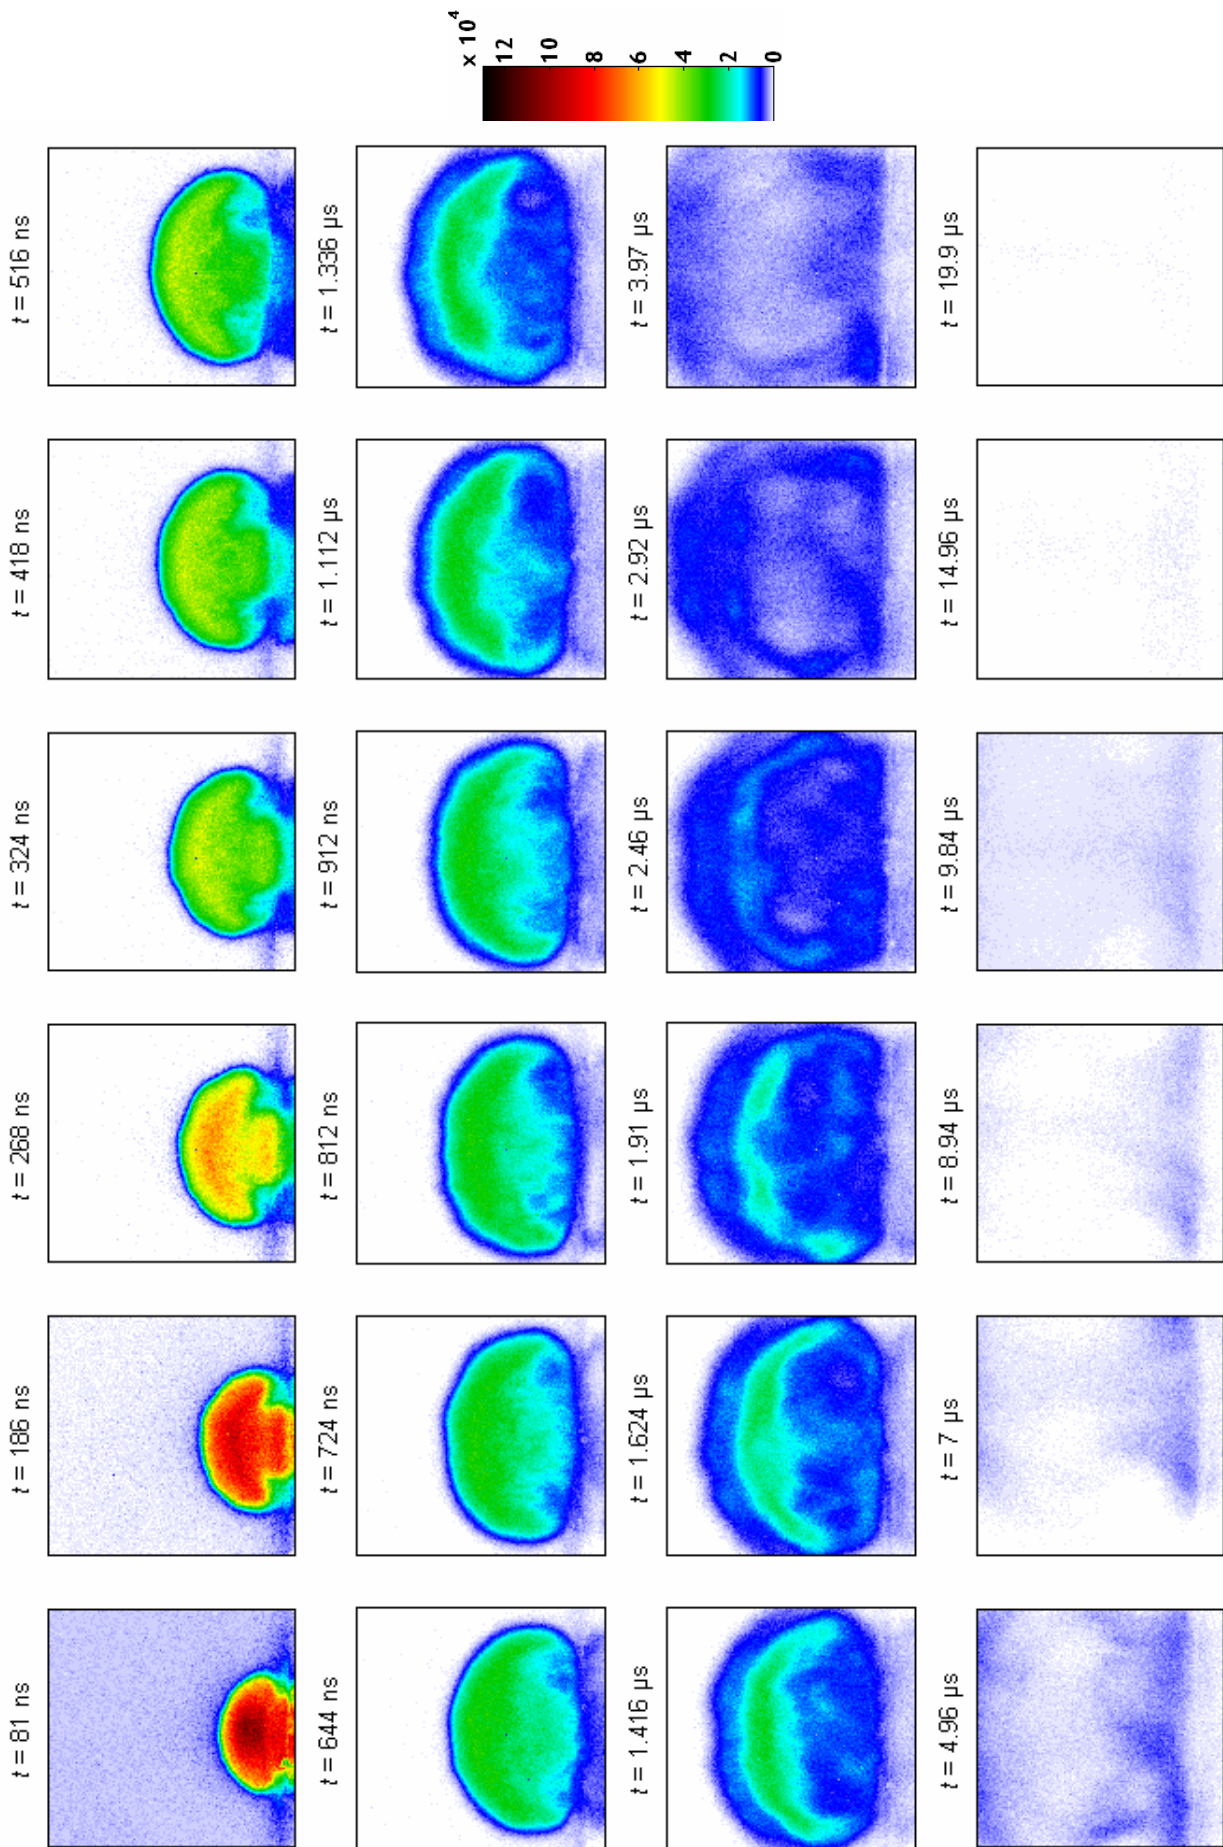 t = 81 ns
t = 186 ns
t = 268 ns
t = 324 ns
t = 418 ns
t = 516 ns
t = 644 ns
t = 724 ns
t = 812 ns
t = 912 ns
t = 1.112 µs
t = 1.336 µs
t = 1.416 µs
t = 1.624 µs
t = 1.91 µs
t = 2.46 µs
t = 2.92 µs
t = 3.97 µs
t = 4.96 µs
t = 7 µs
t = 8.94 µs
t = 9.84 µs
t = 14.96 µs
t = 19.9 µs
x 10⁴
12
10
8
6
4
2
0